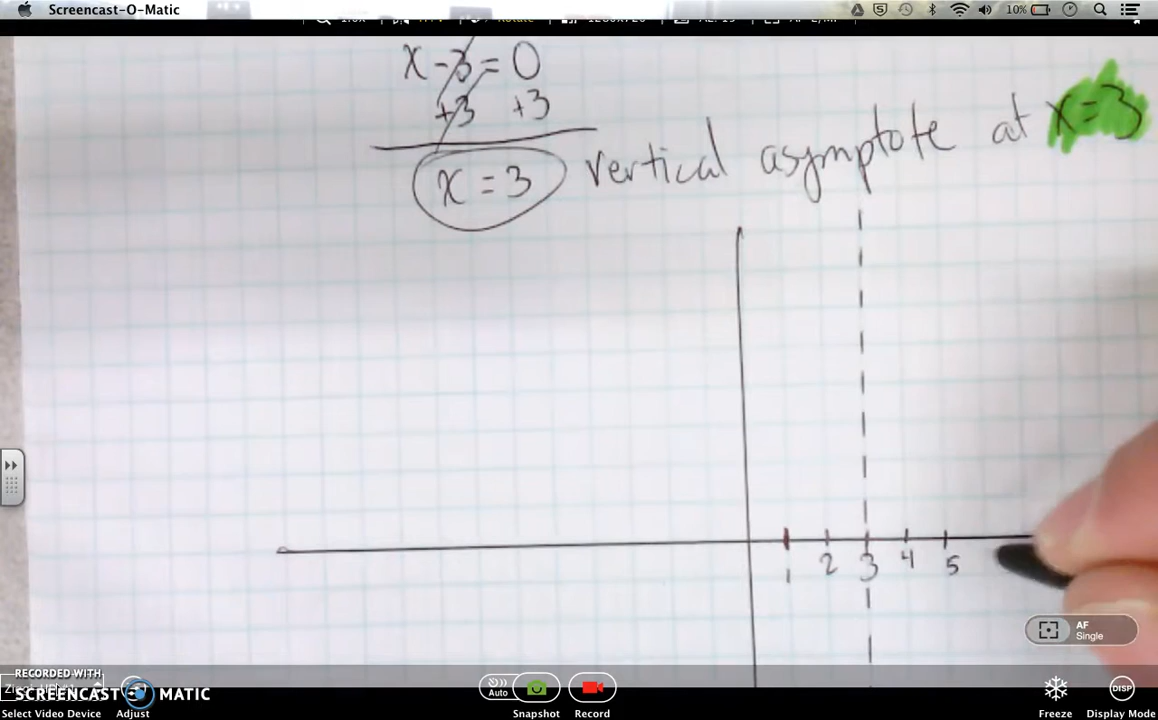 Screencast-O-Matic
10%
x - 3 = 0
+3 +3
x = 3 vertical asymptote at x = 3
1 2 3 4 5
AF
Single
RECORDED WITH
SCREENCAST MATIC
Auto
Select Video Device Adjust Snapshot Record Freeze Display Mode
DISP